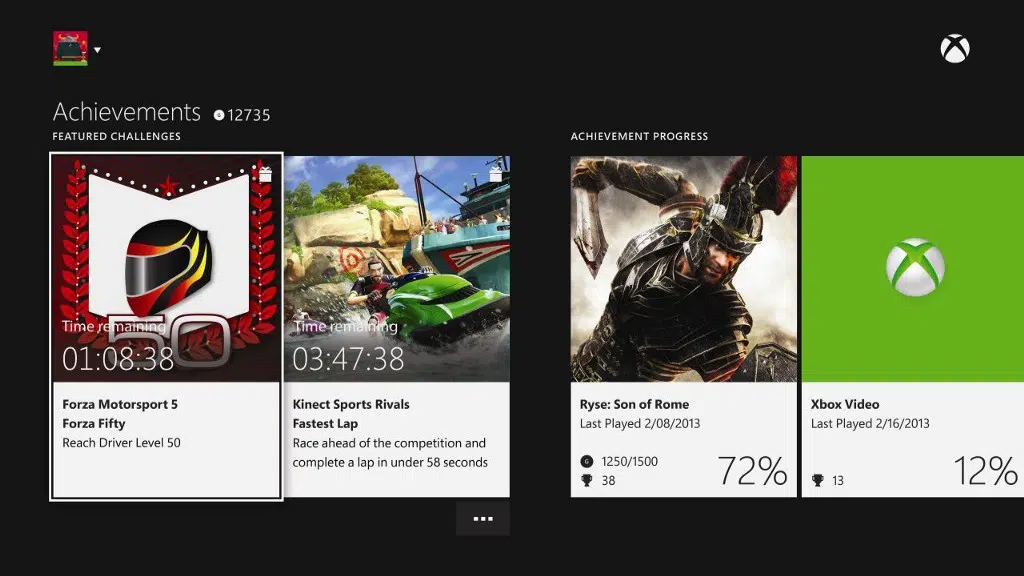 Achievements G 12735
FEATURED CHALLENGES
Time remaining
50
01:08:38
Forza Motorsport 5
Forza Fifty
Reach Driver Level 50
Time remaining
03:47:38
Kinect Sports Rivals
Fastest Lap
Race ahead of the competition and
complete a lap in under 58 seconds
...
ACHIEVEMENT PROGRESS
Ryse: Son of Rome
Last Played 2/08/2013
G 1250/1500
38
72%
Xbox Video
Last Played 2/16/2013
13
12%